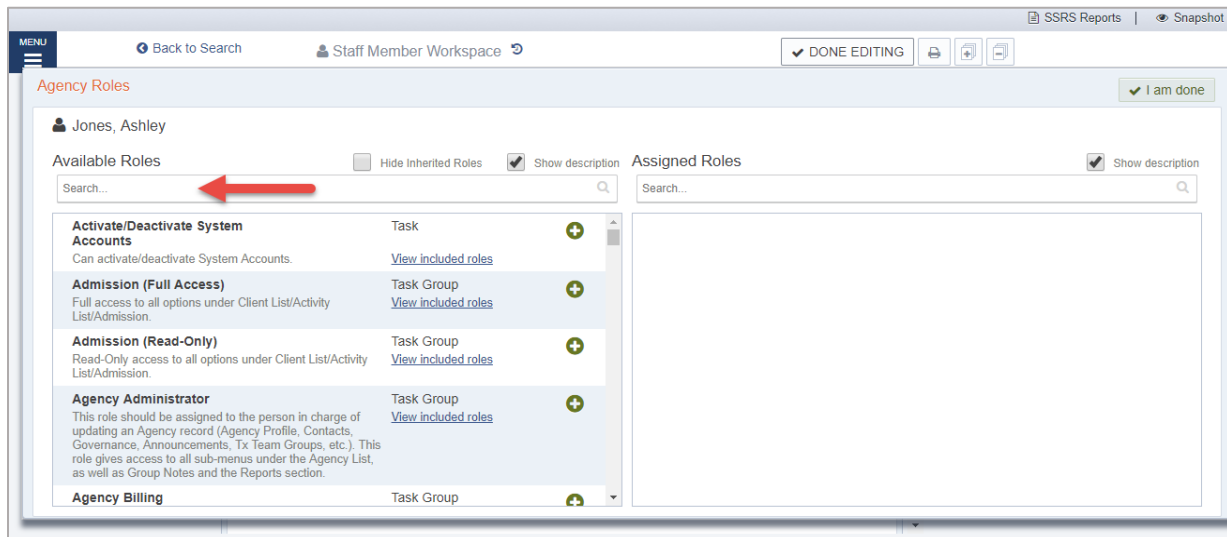 SSRS Reports | Snapshot
MENU
Back to Search
Staff Member Workspace
DONE EDITING
Agency Roles
I am done
Jones, Ashley
Available Roles
Hide Inherited Roles
Show description
Assigned Roles
Show description
Search...
Search...
Activate/Deactivate System
Accounts
Task
Can activate/deactivate System Accounts.
View included roles
Admission (Full Access)
Task Group
Full access to all options under Client List/Activity
List/Admission.
View included roles
Admission (Read-Only)
Task Group
Read-Only access to all options under Client List/Activity
List/Admission.
View included roles
Agency Administrator
Task Group
This role should be assigned to the person in charge of
updating an Agency record (Agency Profile, Contacts,
Governance, Announcements, Tx Team Groups, etc.). This
role gives access to all sub-menus under the Agency List,
as well as Group Notes and the Reports section.
View included roles
Agency Billing
Task Group